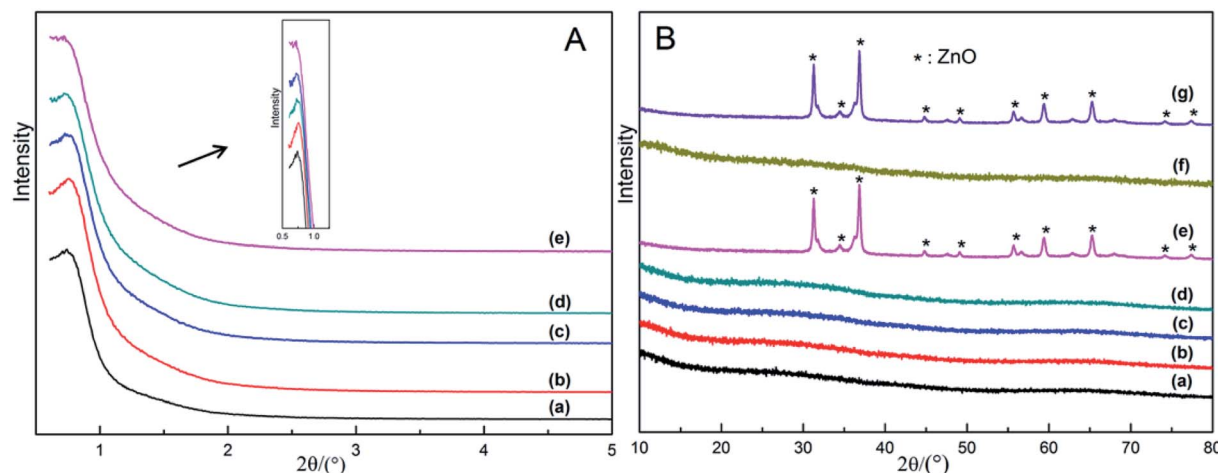 A
Intensity
Intensity
0.5 1.0
(e)
(d)
(c)
(b)
(a)
1 2 3 4 5
2θ/(°)
B
* : ZnO
Intensity
* * * * * * * * * *
(g)
(f)
* * * * * * * * * *
(e)
(d)
(c)
(b)
(a)
10 20 30 40 50 60 70 80
2θ/(°)